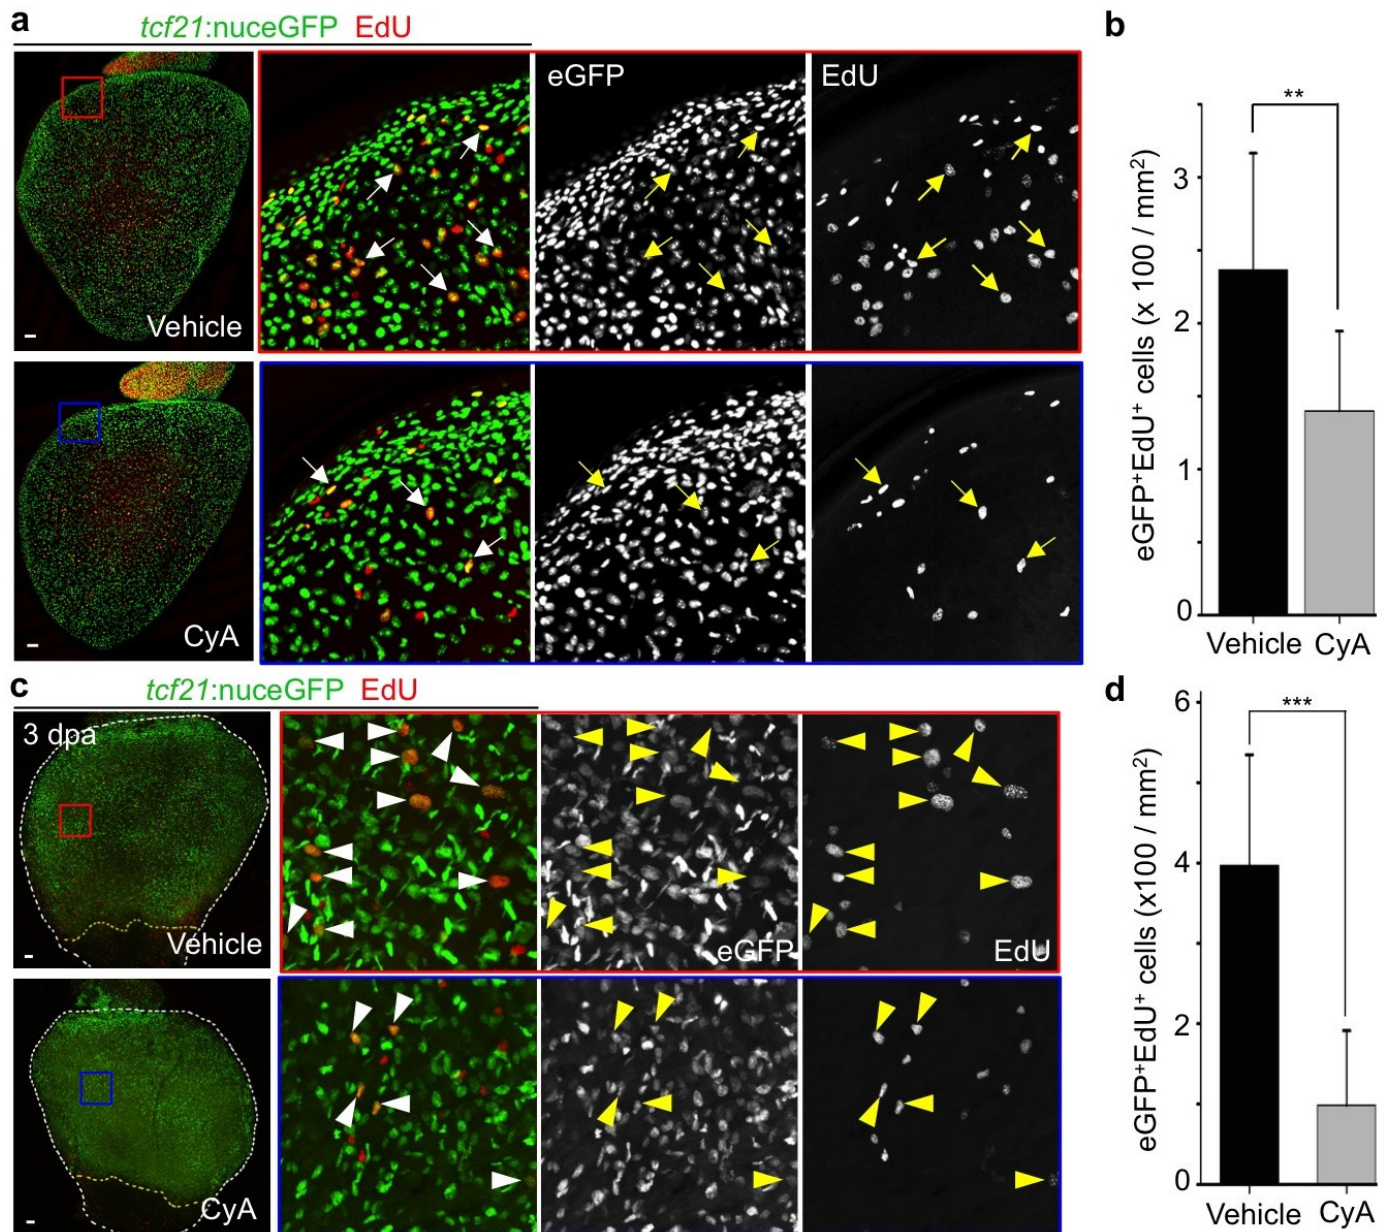 a
tcf21:nuceGFP EdU
eGFP
EdU
Vehicle
CyA
b
eGFP⁺EdU⁺ cells (x 100 / mm²)
3
2
1
0
**
Vehicle CyA
c
tcf21:nuceGFP EdU
3 dpa
Vehicle
eGFP
EdU
CyA
d
eGFP⁺EdU⁺ cells (x100 / mm²)
6
4
2
0
***
Vehicle CyA